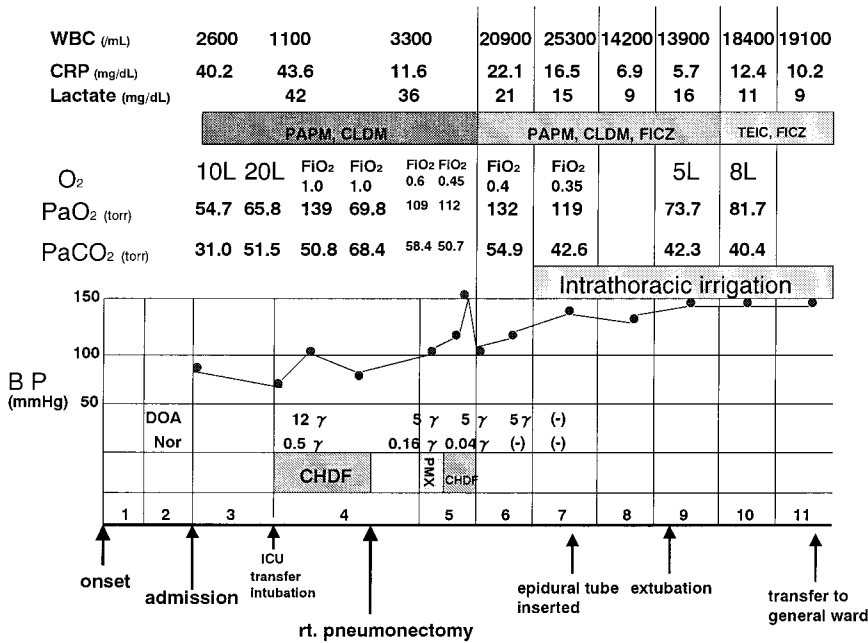 WBC (/mL) 2600 1100 3300 20900 25300 14200 13900 18400 19100
CRP (mg/dL) 40.2 43.6 11.6 22.1 16.5 6.9 5.7 12.4 10.2
Lactate (mg/dL) 42 36 21 15 9 16 11 9
PAPM, CLDM PAPM, CLDM, FICZ TEIC, FICZ
O₂ 10L 20L FiO₂ FiO₂ FiO₂ FiO₂ FiO₂ FiO₂ 5L 8L
1.0 1.0 0.6 0.45 0.4 0.35
PaO₂ (torr) 54.7 65.8 139 69.8 109 112 132 119 73.7 81.7
PaCO₂ (torr) 31.0 51.5 50.8 68.4 58.4 50.7 54.9 42.6 42.3 40.4
Intrathoracic irrigation
150
100
BP
(mmHg)
50
DOA 12 γ 5 γ 5 γ 5γ (-)
Nor 0.5 γ 0.16 γ 0.04 γ (-) (-)
CHDF PMX CHDF
1 2 3 4 5 6 7 8 9 10 11
onset
admission
ICU
transfer
intubation
rt. pneumonectomy
epidural tube
inserted
extubation
transfer to
general ward